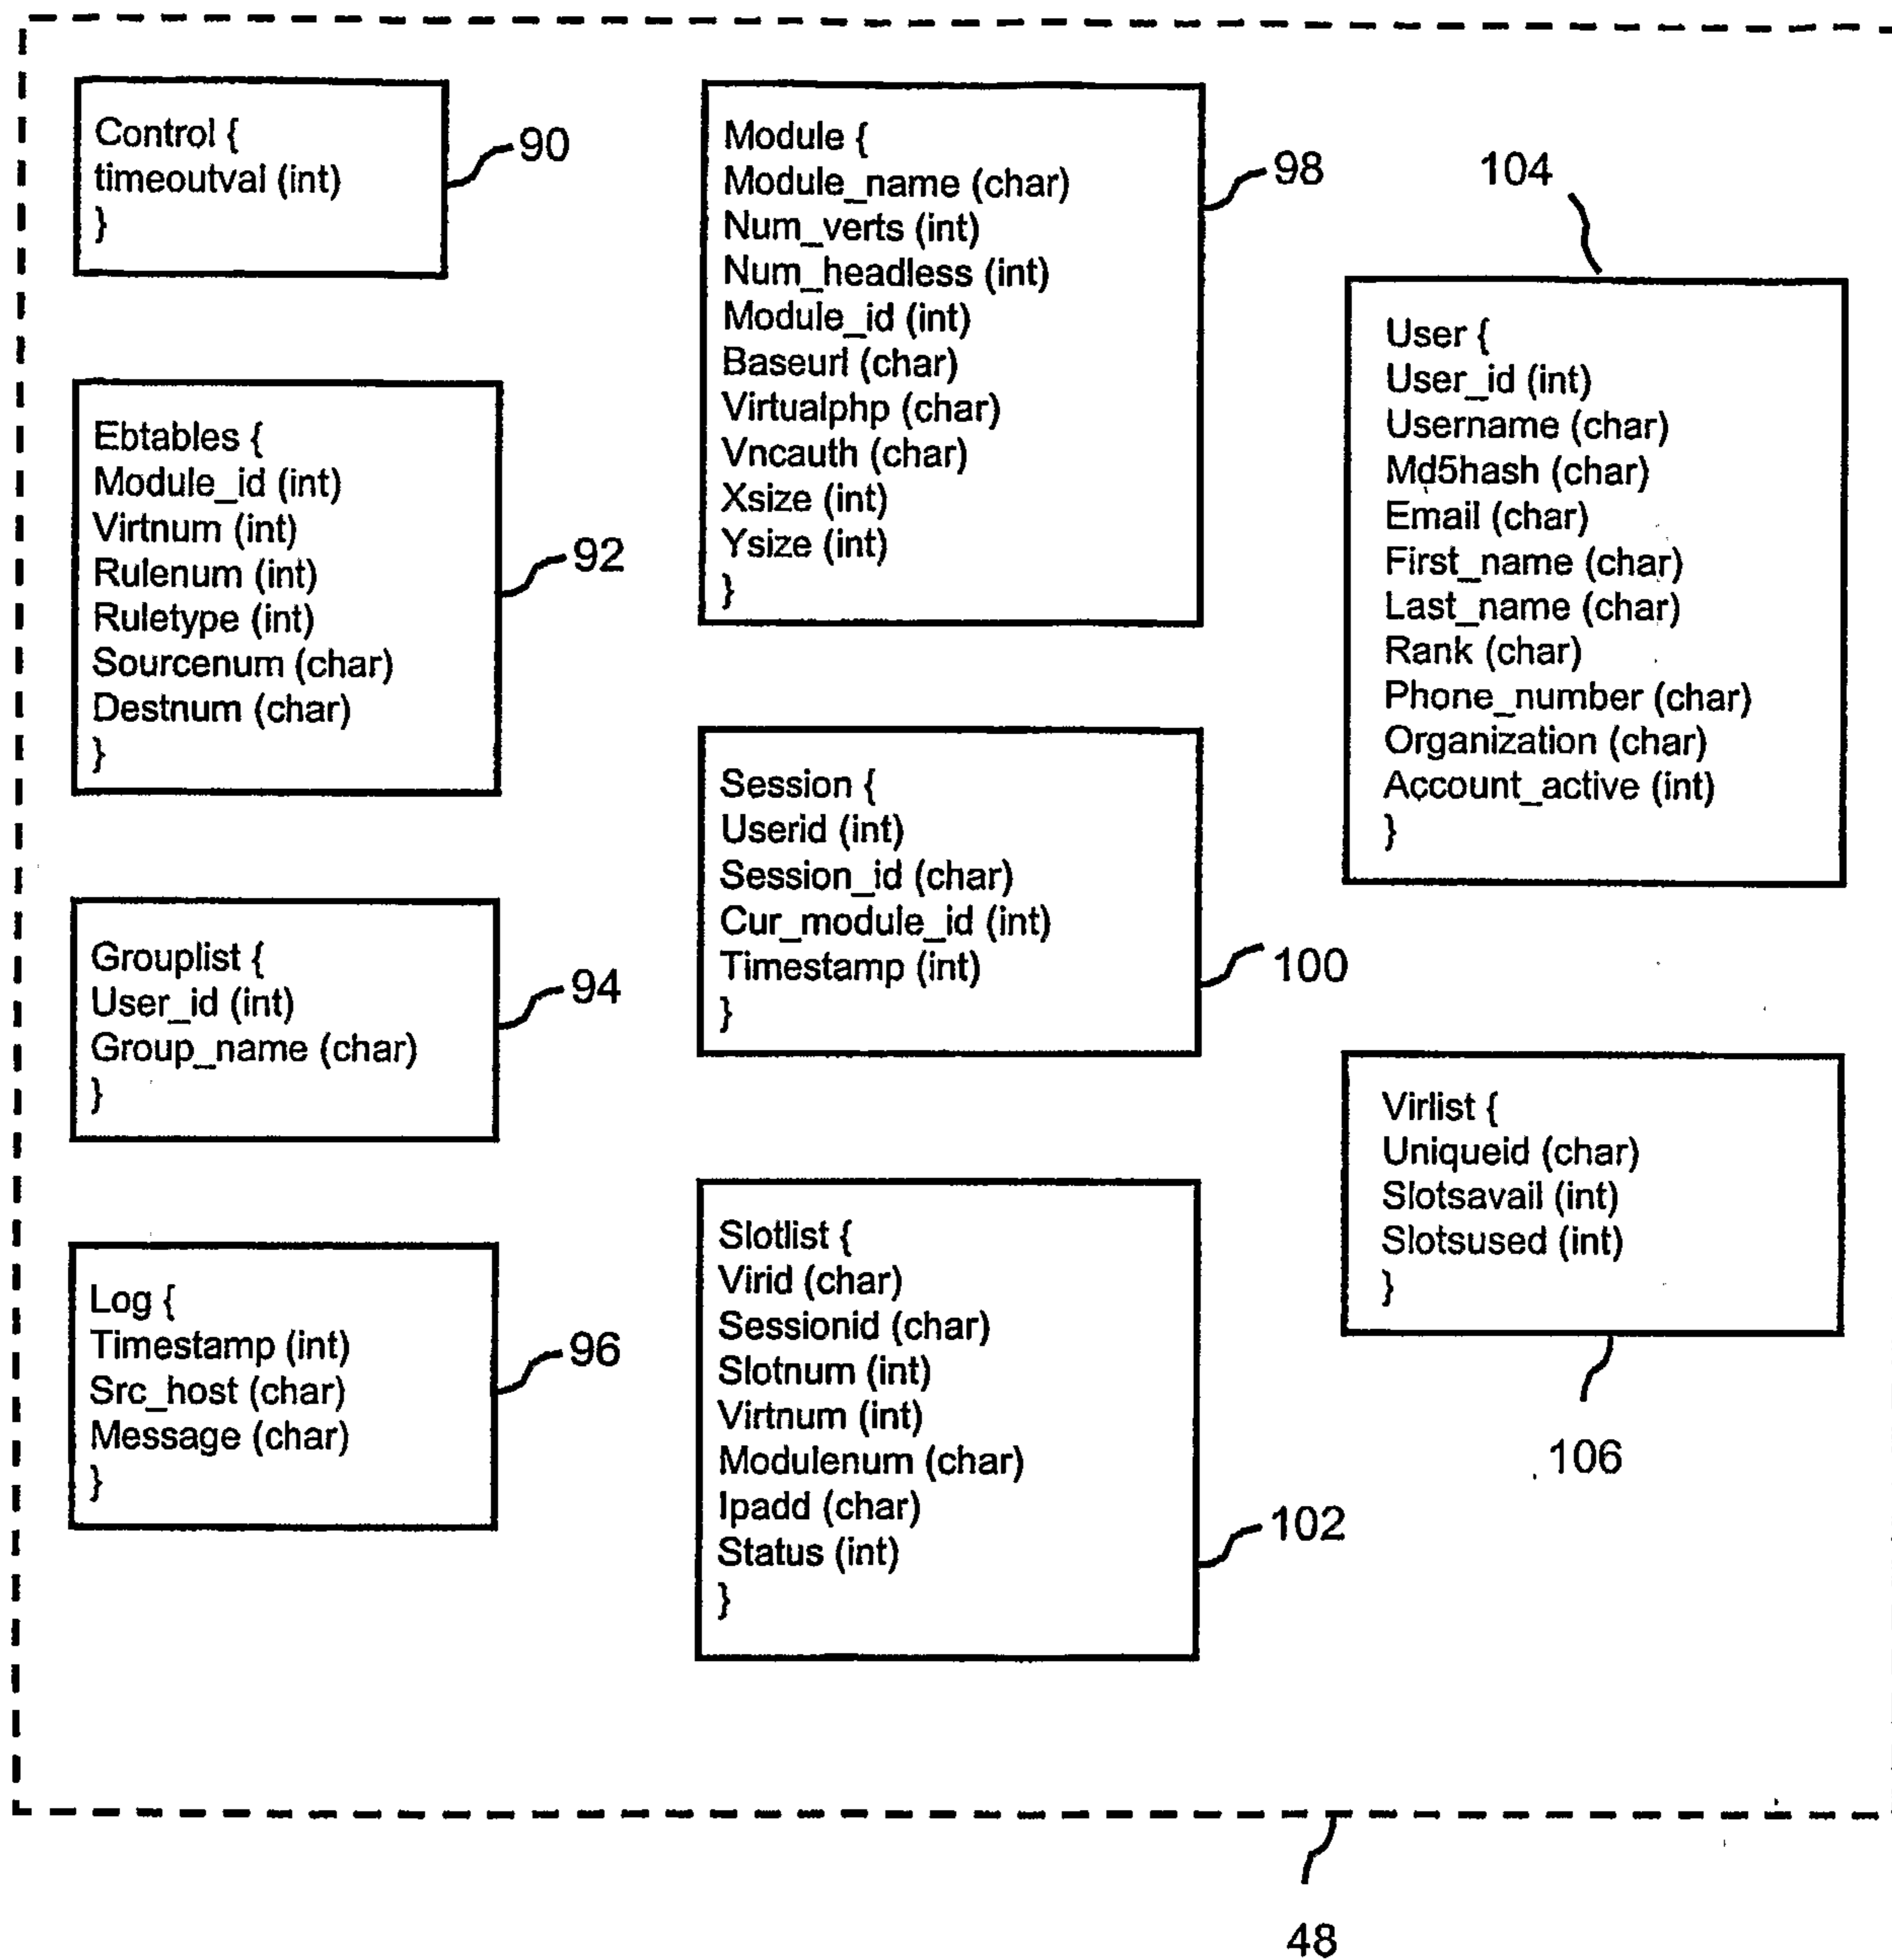 Control {
timeoutval (int)
}
90
Ebtables {
Module_id (int)
Virtnum (int)
Rulenum (int)
Ruletype (int)
Sourcenum (char)
Destnum (char)
}
92
Grouplist {
User_id (int)
Group_name (char)
}
94
Log {
Timestamp (int)
Src_host (char)
Message (char)
}
96
Module {
Module_name (char)
Num_verts (int)
Num_headless (int)
Module_id (int)
Baseurl (char)
Virtualphp (char)
Vncauth (char)
Xsize (int)
Ysize (int)
}
98
Session {
Userid (int)
Session_id (char)
Cur_module_id (int)
Timestamp (int)
}
100
Slotlist {
Virid (char)
Sessionid (char)
Slotnum (int)
Virtnum (int)
Modulenum (char)
Ipadd (char)
Status (int)
}
102
104
User {
User_id (int)
Username (char)
Md5hash (char)
Email (char)
First_name (char)
Last_name (char)
Rank (char)
Phone_number (char)
Organization (char)
Account_active (int)
}
Virlist {
Uniqueid (char)
Slotsavail (int)
Slotsused (int)
}
106
48